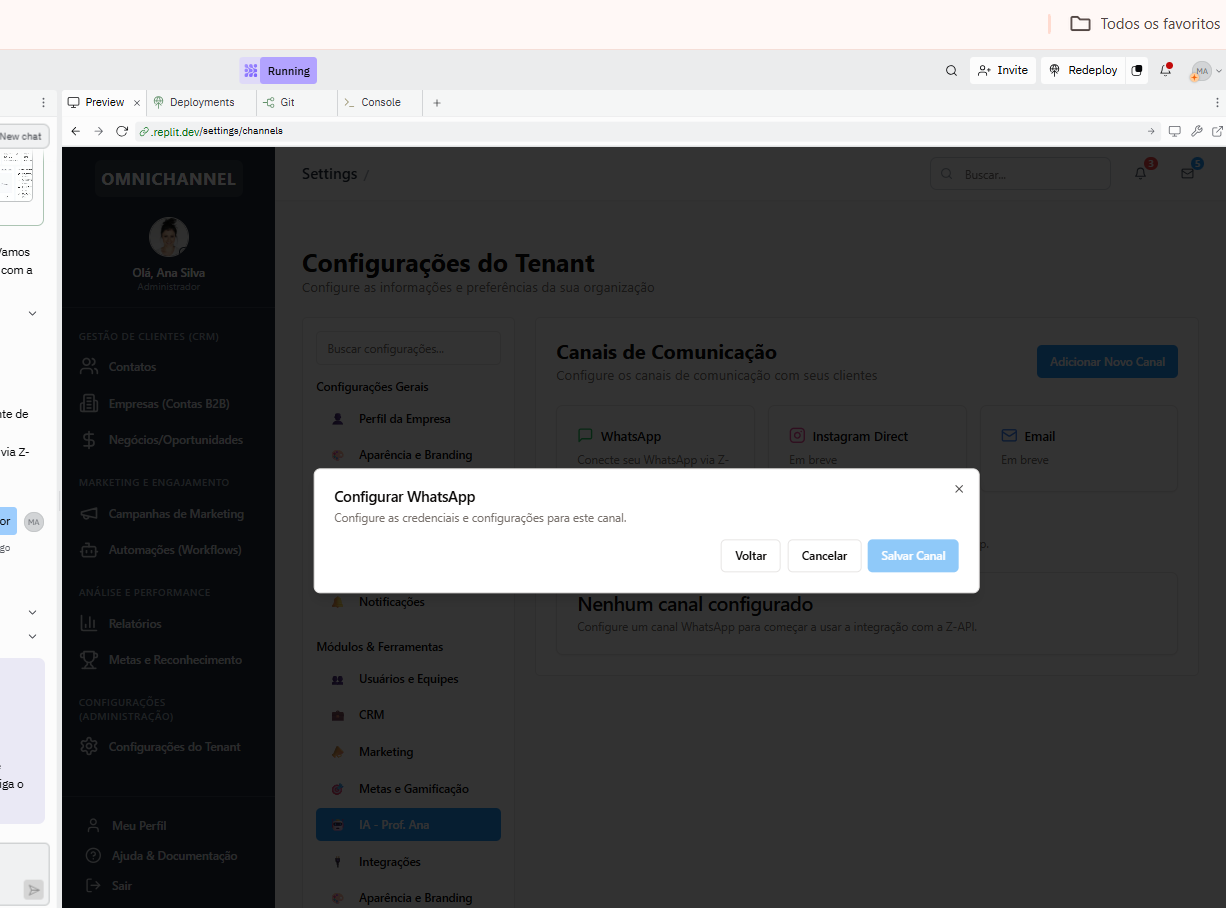 Todos os favoritos
Running
Invite
Redeploy
MA
Preview
Deployments
Git
Console
New chat
.replit.dev/settings/channels
OMNICHANNEL
Settings /
Buscar...
3
5
Vamos
com a
Olá, Ana Silva
Administrador
Configurações do Tenant
Configure as informações e preferências da sua organização
GESTÃO DE CLIENTES (CRM)
Contatos
Empresas (Contas B2B)
Negócios/Oportunidades
MARKETING E ENGAJAMENTO
Campanhas de Marketing
Automações (Workflows)
ANÁLISE E PERFORMANCE
Relatórios
Metas e Reconhecimento
CONFIGURAÇÕES
(ADMINISTRAÇÃO)
Configurações do Tenant
Meu Perfil
Ajuda & Documentação
Sair
Buscar configurações...
Configurações Gerais
Perfil da Empresa
Aparência e Branding
Notificações
Módulos & Ferramentas
Usuários e Equipes
CRM
Marketing
Metas e Gamificação
IA - Prof. Ana
Integrações
Aparência e Branding
Canais de Comunicação
Configure os canais de comunicação com seus clientes
Adicionar Novo Canal
WhatsApp
Conecte seu WhatsApp via Z-
Instagram Direct
Em breve
Email
Em breve
Configurar WhatsApp
Configure as credenciais e configurações para este canal.
Voltar
Cancelar
Salvar Canal
Nenhum canal configurado
Configure um canal WhatsApp para começar a usar a integração com a Z-API.
nte de
via Z-
or
MA
go
iga o